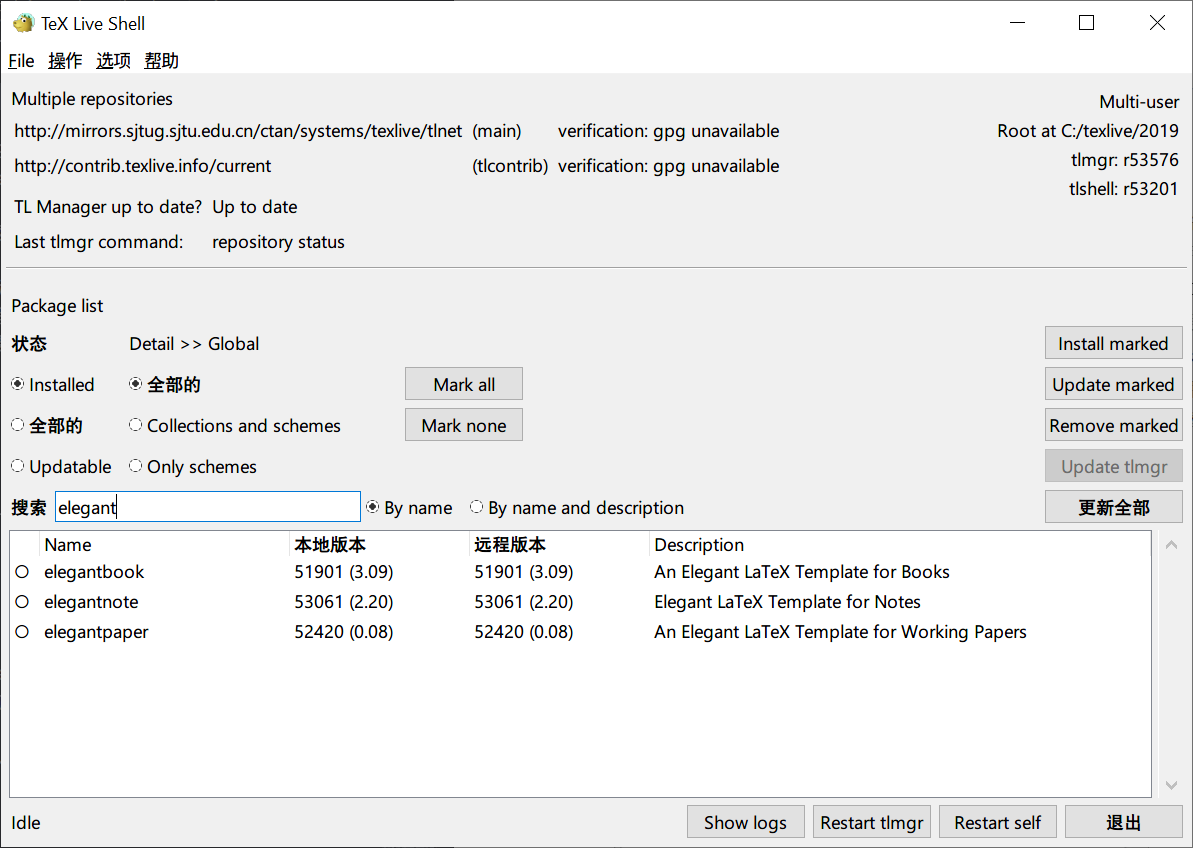 TeX Live Shell
File 操作 选项 帮助
Multiple repositories
Multi-user
http://mirrors.sjtug.sjtu.edu.cn/ctan/systems/texlive/tlnet (main) verification: gpg unavailable
Root at C:/texlive/2019
http://contrib.texlive.info/current (tlcontrib) verification: gpg unavailable
tlmgr: r53576
tlshell: r53201
TL Manager up to date? Up to date
Last tlmgr command: repository status
Package list
状态 Detail >> Global Install marked
Installed 全部的 Mark all Update marked
全部的 Collections and schemes Mark none Remove marked
Updatable Only schemes Update tlmgr
搜索 elegant By name By name and description 更新全部
Name 本地版本 远程版本 Description
elegantbook 51901 (3.09) 51901 (3.09) An Elegant LaTeX Template for Books
elegantnote 53061 (2.20) 53061 (2.20) Elegant LaTeX Template for Notes
elegantpaper 52420 (0.08) 52420 (0.08) An Elegant LaTeX Template for Working Papers
Idle Show logs Restart tlmgr Restart self 退出